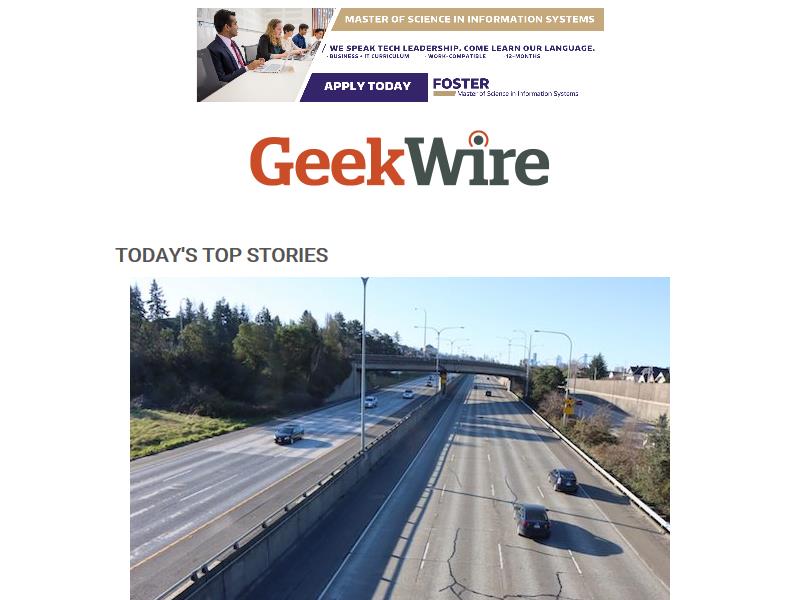 MASTER OF SCIENCE IN INFORMATION SYSTEMS
WE SPEAK TECH LEADERSHIP. COME LEARN OUR LANGUAGE.
· BUSINESS + IT CURRICULUM · WORK-COMPATIBLE · 12-MONTHS
APPLY TODAY
FOSTER
Master of Science in Information Systems
GeekWire
TODAY'S TOP STORIES